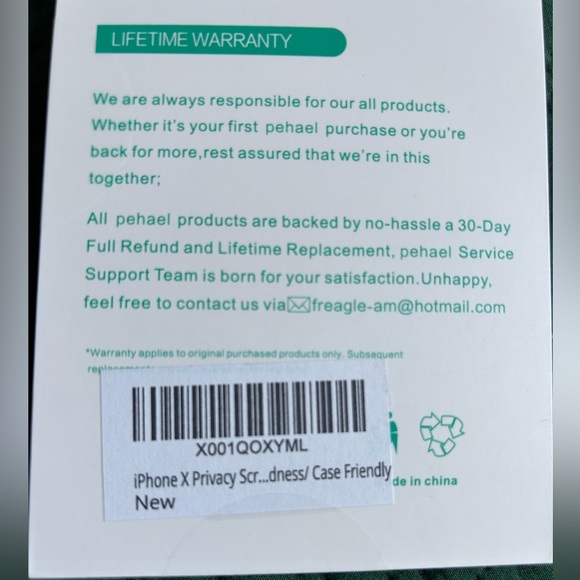 LIFETIME WARRANTY
We are always responsible for our all products.
Whether it's your first pehael purchase or you're
back for more,rest assured that we're in this
together;
All pehael products are backed by no-hassle a 30-Day
Full Refund and Lifetime Replacement, pehael Service
Support Team is born for your satisfaction.Unhappy,
feel free to contact us via freagle-am@hotmail.com
*Warranty applies to original purchased products only. Subsequent
X001QOXYML
iPhone X Privacy Scr...dness/ Case Friendly
New
de in china